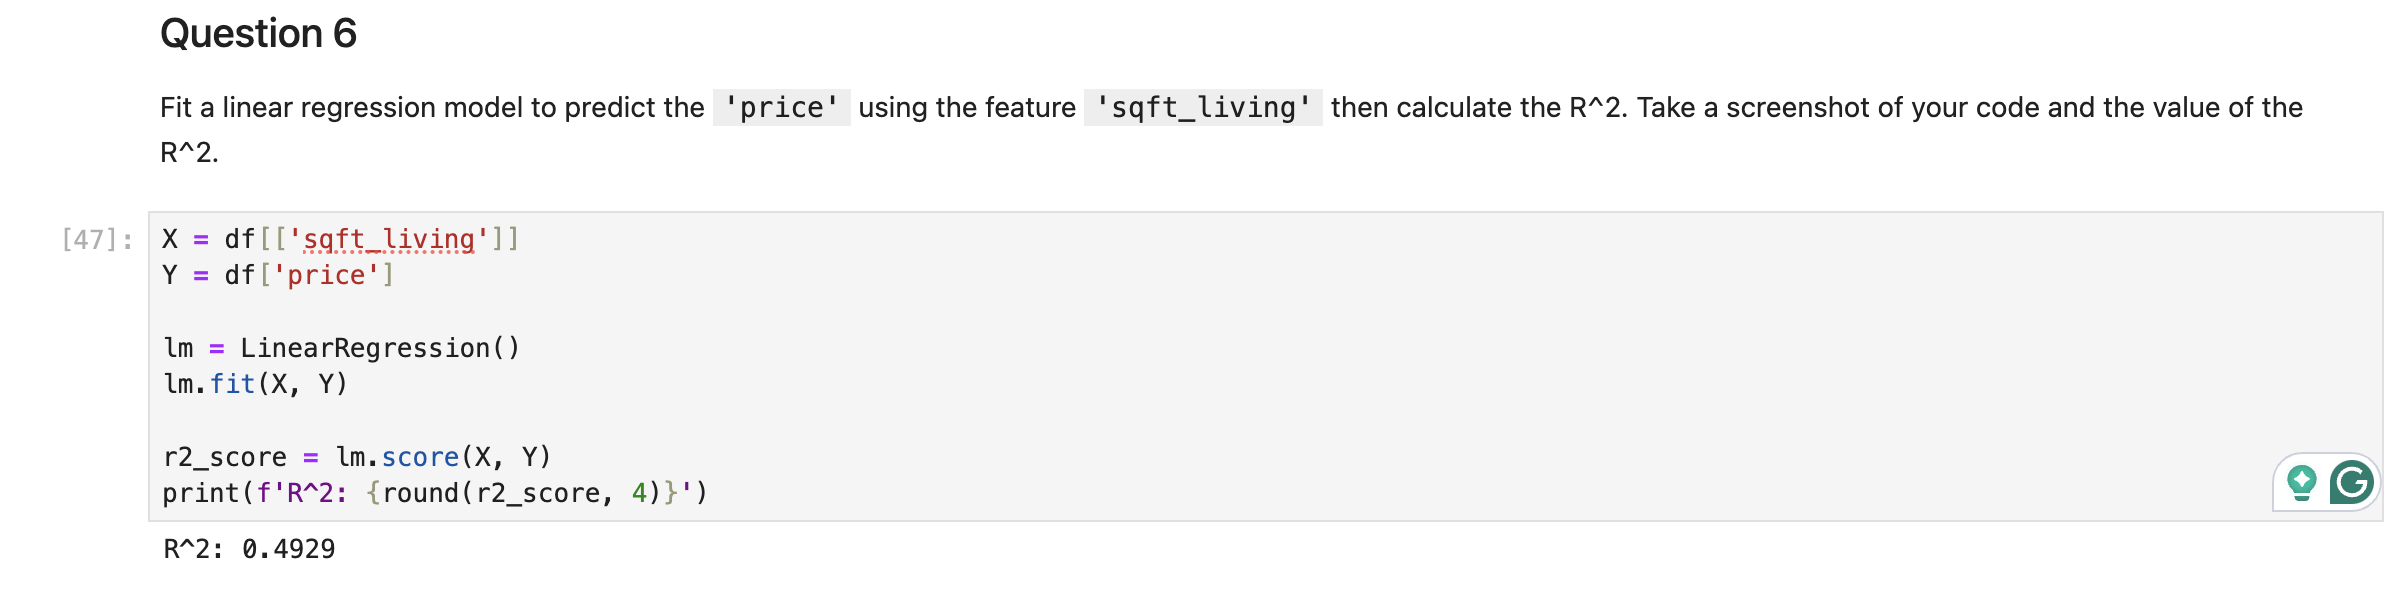 Question 6
Fit a linear regression model to predict the 'price' using the feature 'sqft_living' then calculate the R^2. Take a screenshot of your code and the value of the
R^2.
[47]:
X = df[['sqft_living']]
Y = df['price']
lm = LinearRegression()
lm.fit(X, Y)
r2_score = lm.score(X, Y)
print(f'R^2: {round(r2_score, 4)}')
R^2: 0.4929